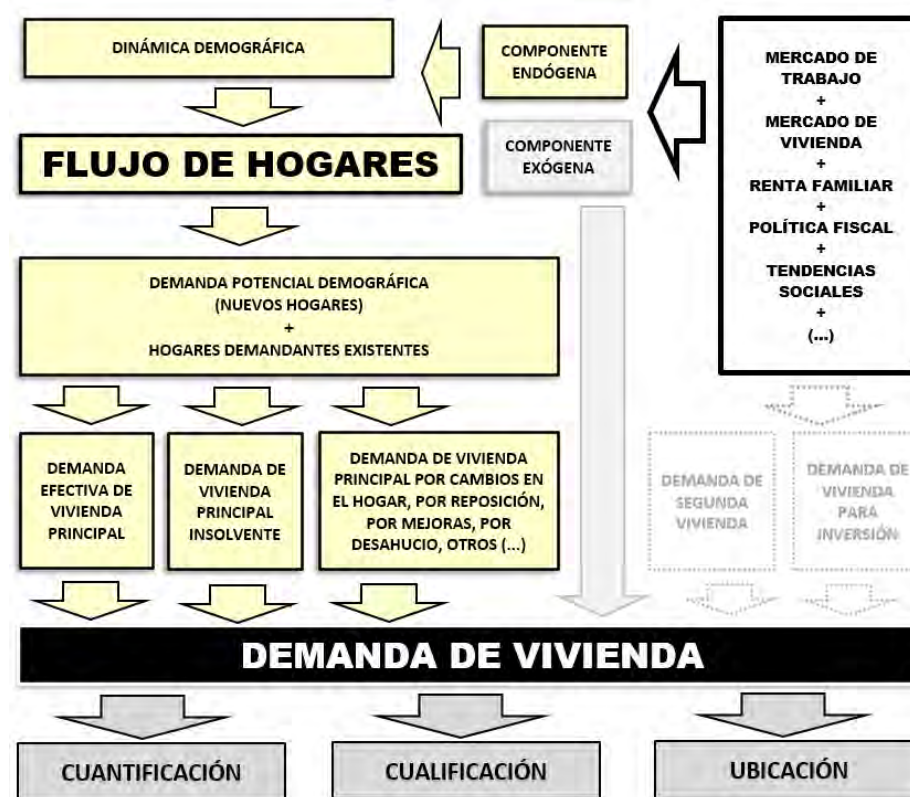 DINÁMICA DEMOGRÁFICA
COMPONENTE
ENDÓGENA
COMPONENTE
EXÓGENA
MERCADO DE
TRABAJO
+
MERCADO DE
VIVIENDA
+
RENTA FAMILIAR
+
POLÍTICA FISCAL
+
TENDENCIAS
SOCIALES
+
(...)
FLUJO DE HOGARES
DEMANDA POTENCIAL DEMOGRÁFICA
(NUEVOS HOGARES)
+
HOGARES DEMANDANTES EXISTENTES
DEMANDA
EFECTIVA DE
VIVIENDA
PRINCIPAL
DEMANDA DE
VIVIENDA
PRINCIPAL
INSOLVENTE
DEMANDA DE VIVIENDA
PRINCIPAL POR CAMBIOS EN
EL HOGAR, POR REPOSICIÓN,
POR MEJORAS, POR
DESAHUCIO, OTROS (...)
DEMANDA DE
SEGUNDA
VIVIENDA
DEMANDA DE
VIVIENDA
PARA
INVERSIÓN
DEMANDA DE VIVIENDA
CUANTIFICACIÓN
CUALIFICACIÓN
UBICACIÓN